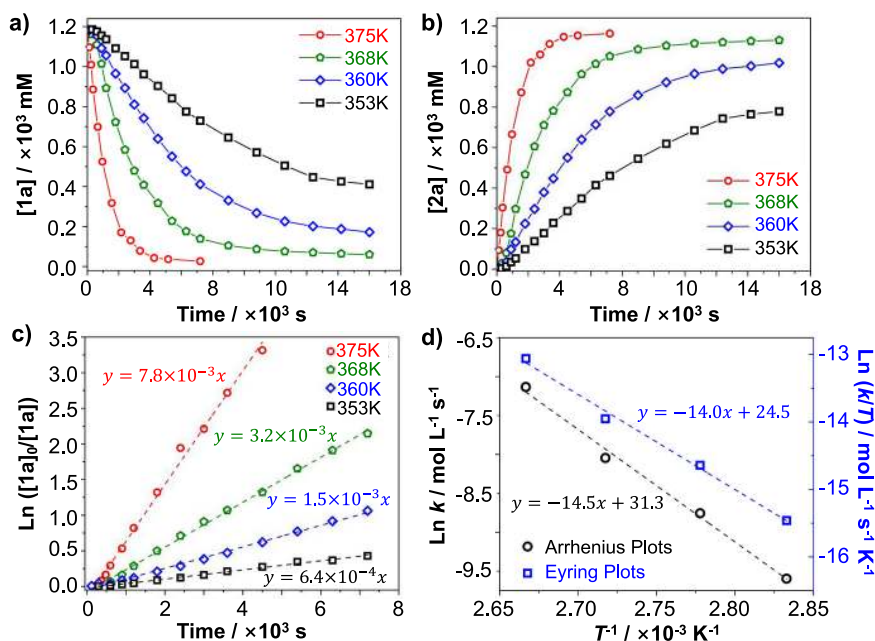 a)
[1a] / ×10³ mM
1.2
1.0
0.8
0.6
0.4
0.2
0.0
0 4 8 12 16 18
Time / ×10³ s
375K
368K
360K
353K
b)
[2a] / ×10³ mM
1.2
1.0
0.8
0.6
0.4
0.2
0.0
0 4 8 12 16 18
Time / ×10³ s
375K
368K
360K
353K
c)
Ln ([1a]₀/[1a])
3.5
3.0
2.5
2.0
1.5
1.0
0.5
0.0
0 2 4 6 8
Time / ×10³ s
375K
368K
360K
353K
y = 7.8×10⁻³x
y = 3.2×10⁻³x
y = 1.5×10⁻³x
y = 6.4×10⁻⁴x
d)
Ln k / mol L⁻¹ s⁻¹
-6.5
-7.5
-8.5
-9.5
2.65 2.70 2.75 2.80 2.85
T⁻¹ / ×10⁻³ K⁻¹
Ln (k/T) / mol L⁻¹ s⁻¹ K⁻¹
-13
-14
-15
-16
y = −14.0x + 24.5
y = −14.5x + 31.3
Arrhenius Plots
Eyring Plots